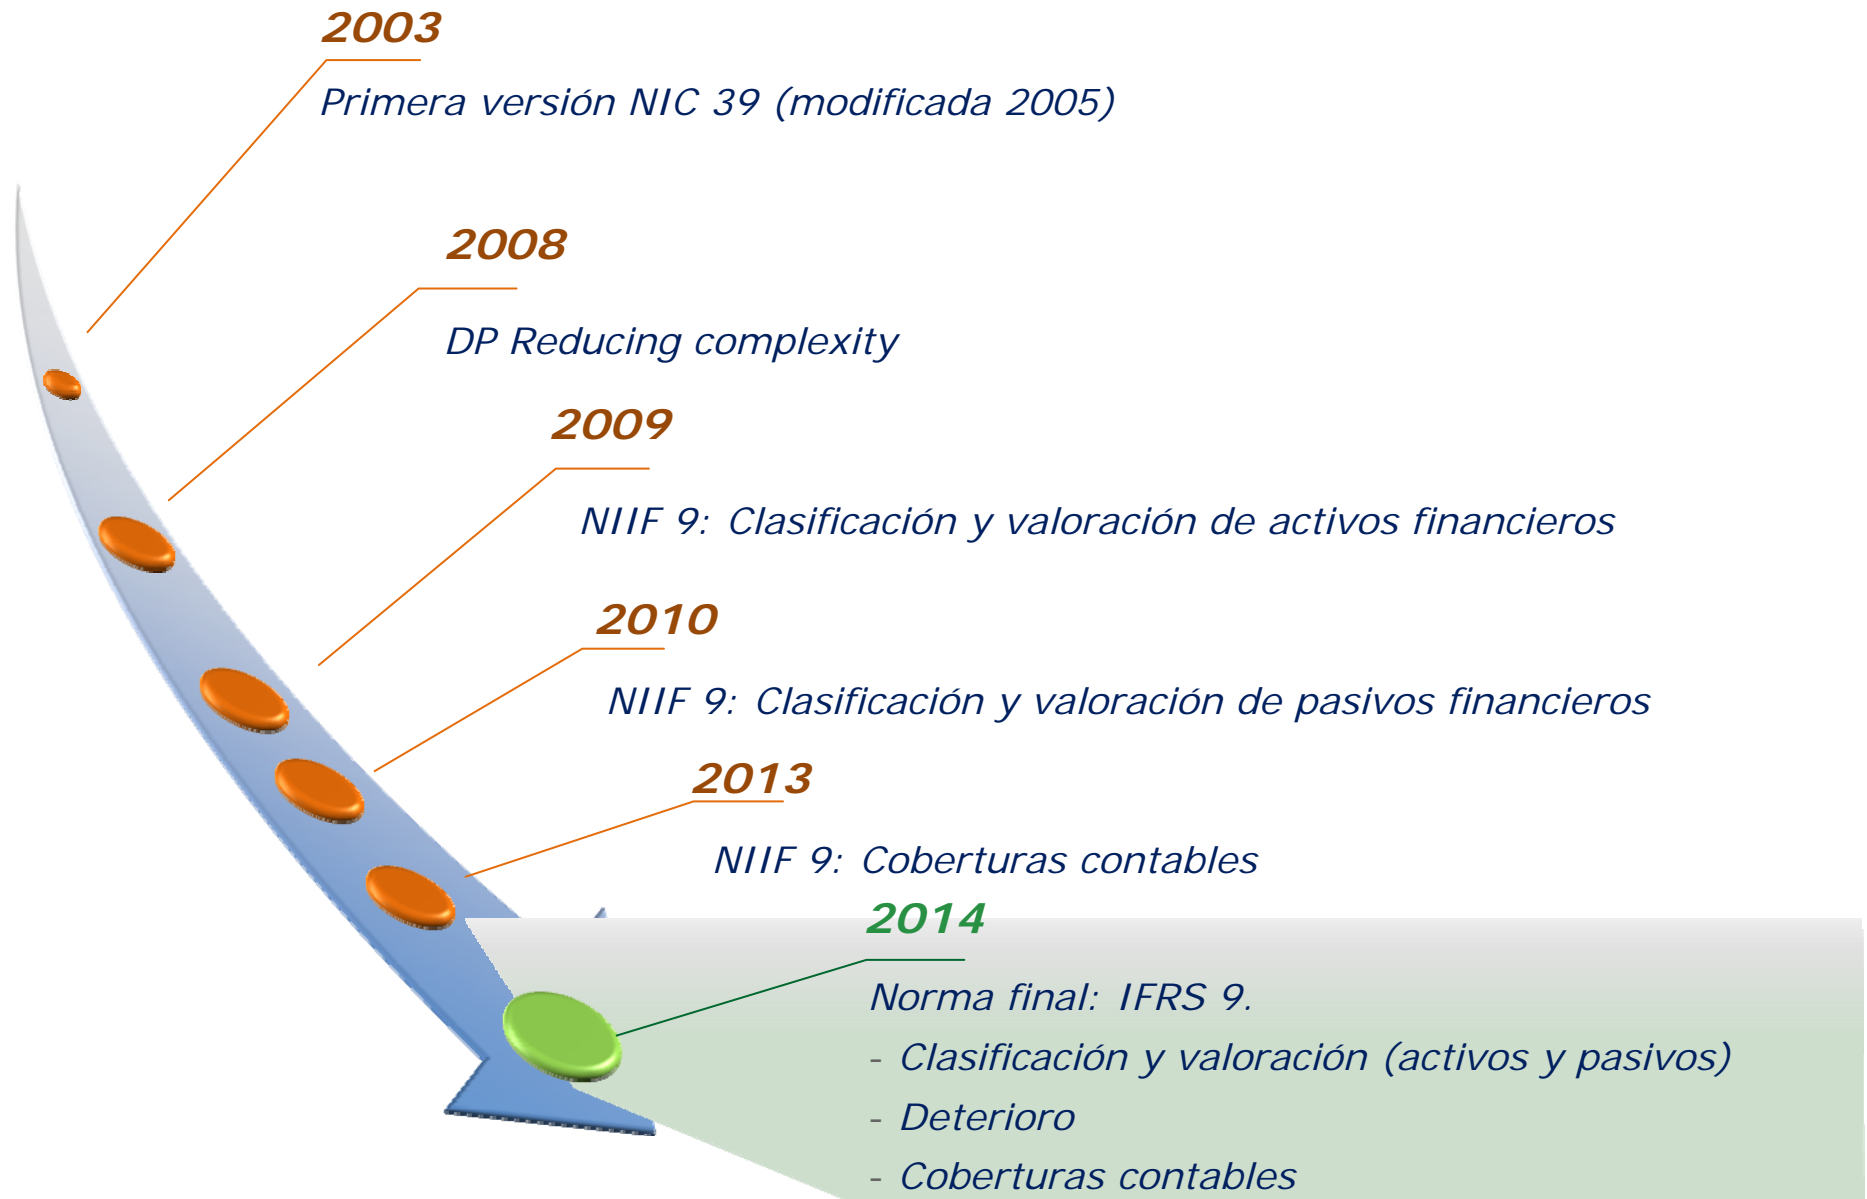 2003
Primera versión NIC 39 (modificada 2005)
2008
DP Reducing complexity
2009
NIIF 9: Clasificación y valoración de activos financieros
2010
NIIF 9: Clasificación y valoración de pasivos financieros
2013
NIIF 9: Coberturas contables
2014
Norma final: IFRS 9.
- Clasificación y valoración (activos y pasivos)
- Deterioro
- Coberturas contables